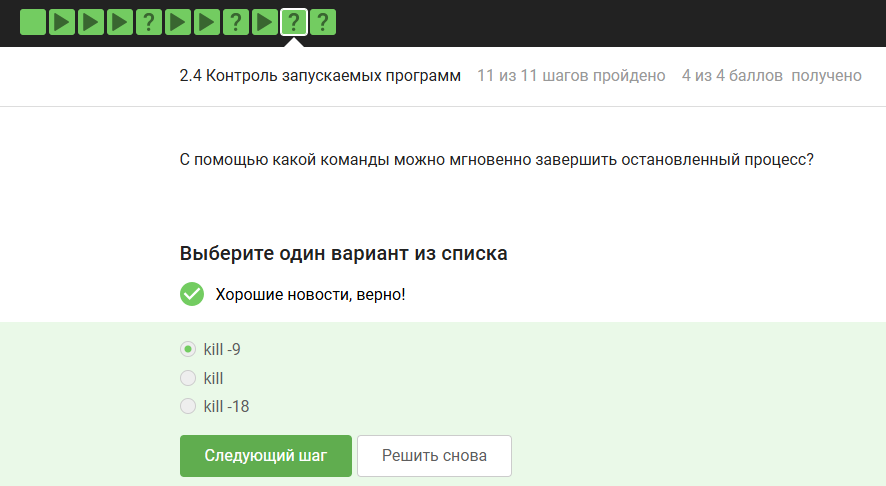 ? ? ? ?
2.4 Контроль запускаемых программ 11 из 11 шагов пройдено 4 из 4 баллов получено
С помощью какой команды можно мгновенно завершить остановленный процесс?
Выберите один вариант из списка
Хорошие новости, верно!
kill -9
kill
kill -18
Следующий шаг Решить снова